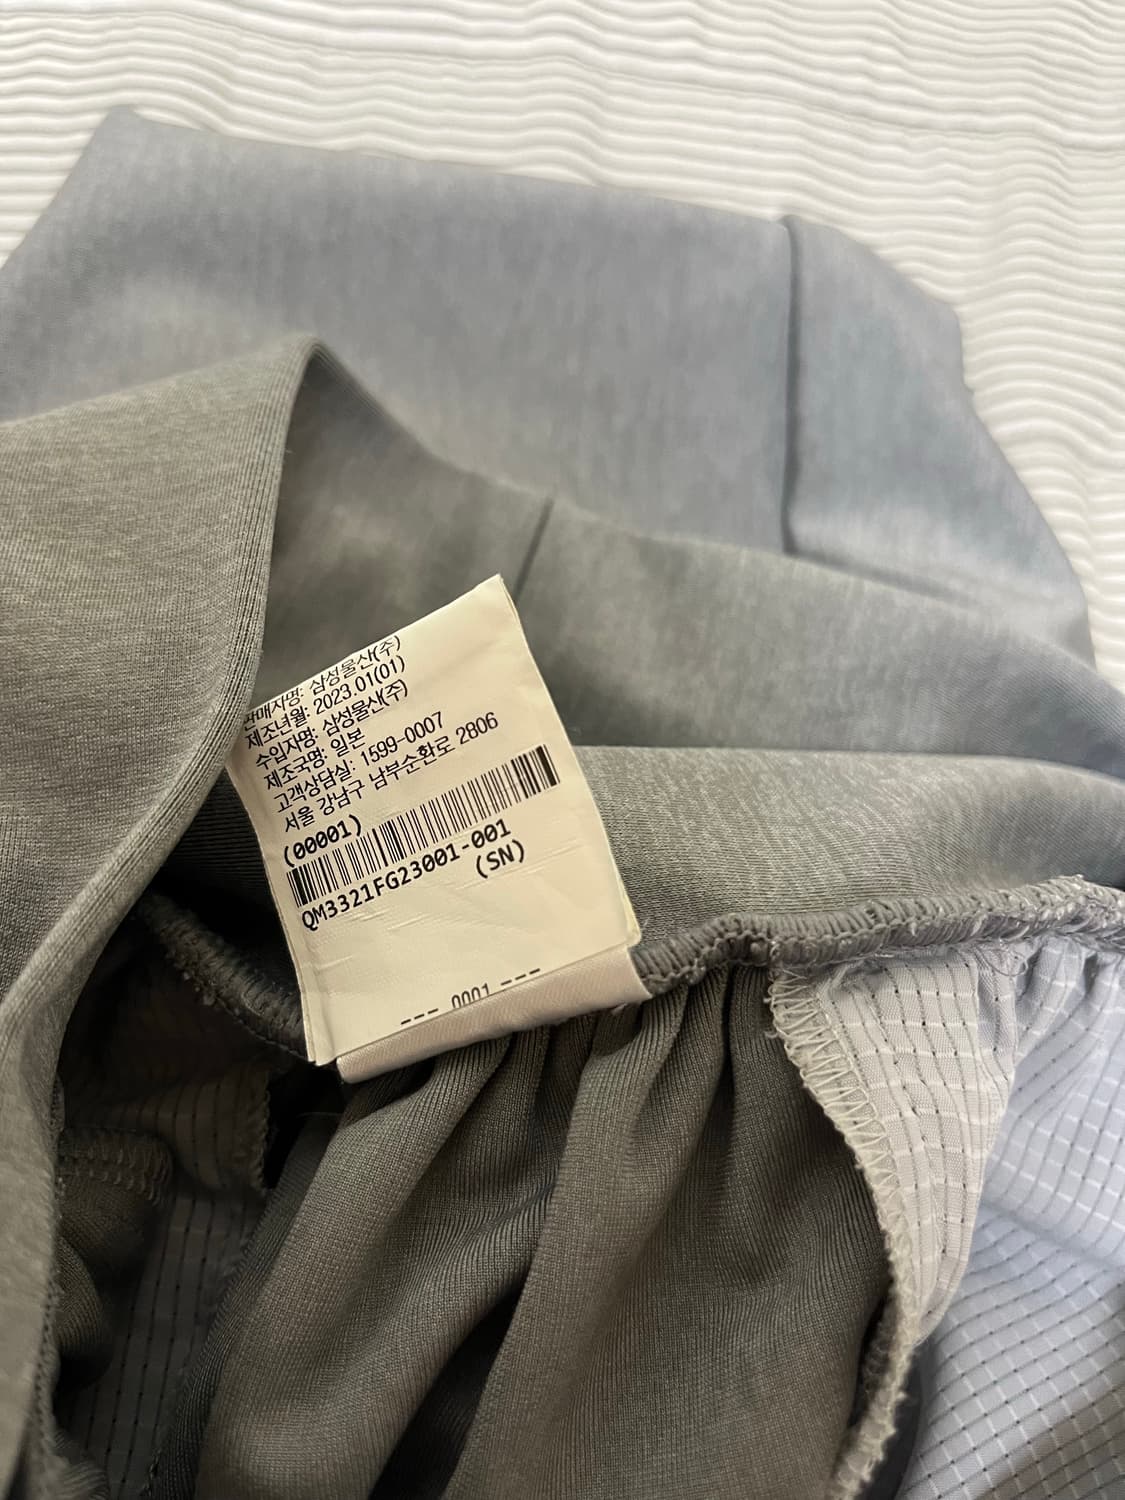 판매자명: 삼성물산(주)
제조년월: 2023.01(01)
수입자명: 삼성물산(주)
제조국명: 일본
고객상담실: 1599-0007
서울 강남구 남부순환로 2806
(00001)
QM3321FG23001-001
(SN)
--- 0001 ---